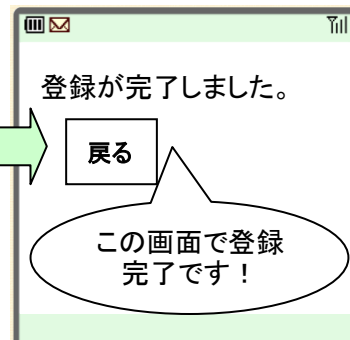 登録が完了しました。
戻る
この画面で登録
完了です！